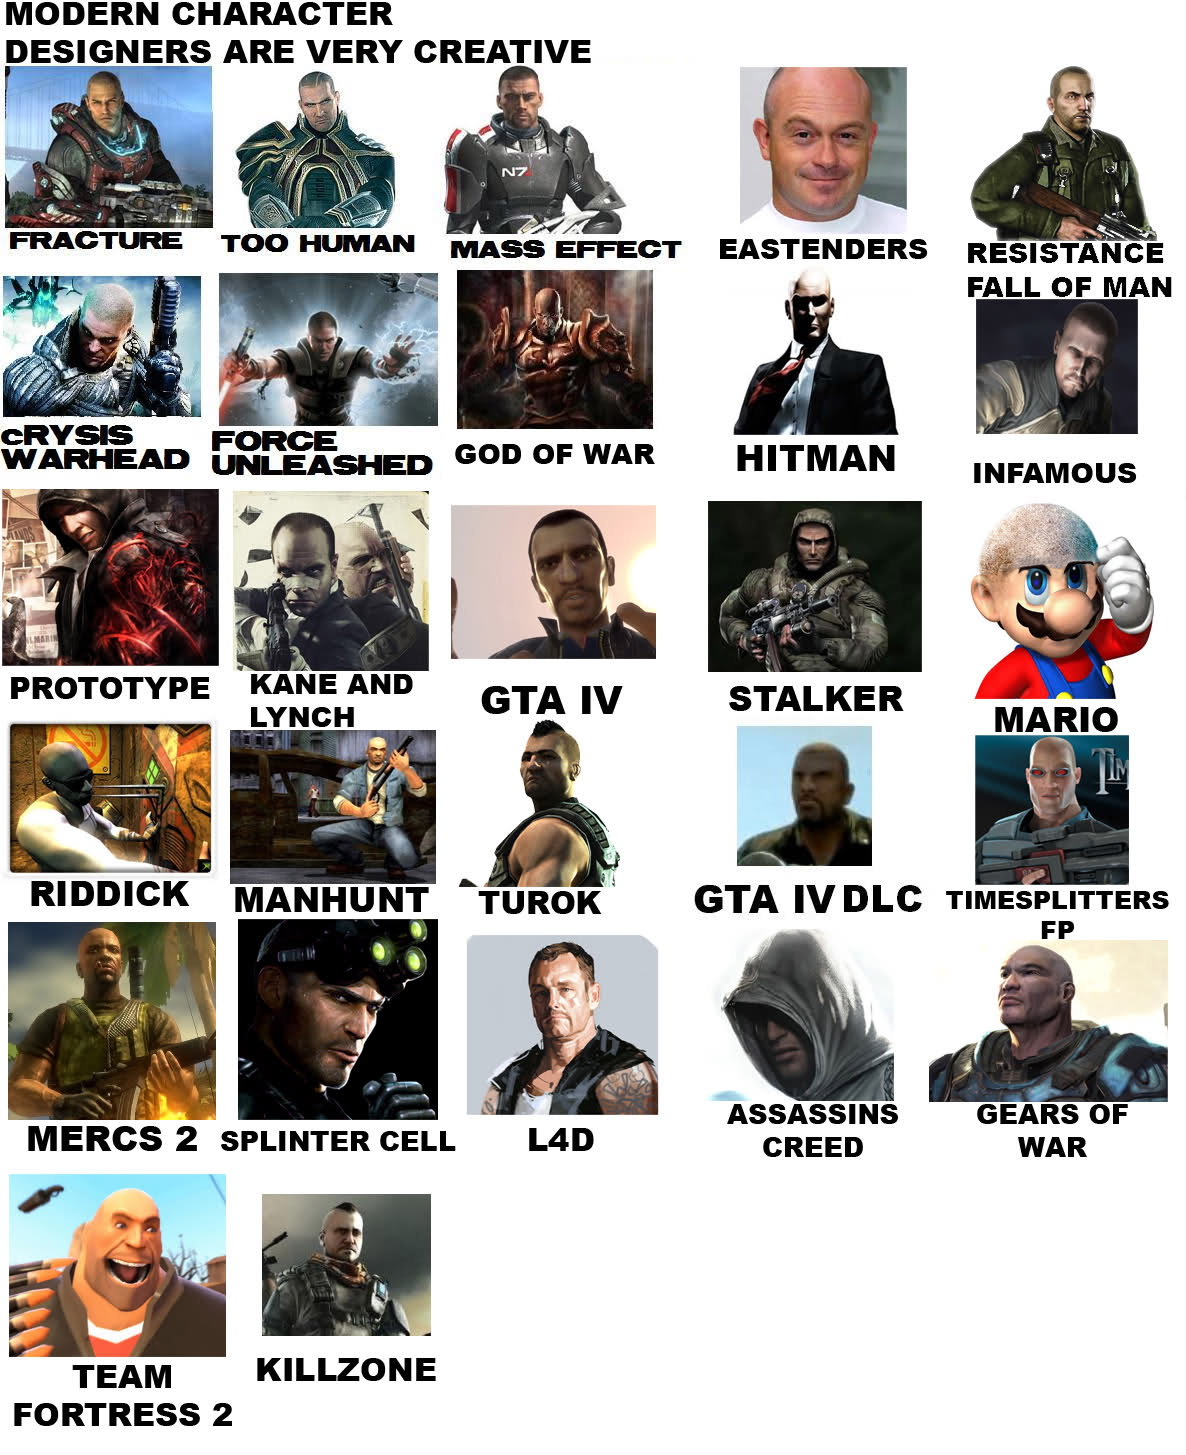 MODERN CHARACTER
DESIGNERS ARE VERY CREATIVE
FRACTURE
TOO HUMAN
N7
MASS EFFECT
EASTENDERS
RESISTANCE
FALL OF MAN
cRYSIS
WARHEAD
FORCE
UNLEASHED
GOD OF WAR
HITMAN
INFAMOUS
PROTOTYPE
KANE AND
LYNCH
GTA IV
STALKER
MARIO
RIDDICK
MANHUNT
TUROK
GTA IV DLC
TIM
TIMESPLITTERS
FP
MERCS 2
SPLINTER CELL
L4D
ASSASSINS
CREED
GEARS OF
WAR
TEAM
FORTRESS 2
KILLZONE